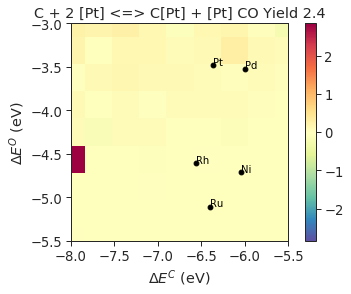 C + 2 [Pt] <=> C[Pt] + [Pt] CO Yield 2.4
−3.0
−3.5
−4.0
−4.5
−5.0
−5.5
ΔE^O (eV)
Pt
Pd
Rh
Ni
Ru
−8.0 −7.5 −7.0 −6.5 −6.0 −5.5
ΔE^C (eV)
2
1
0
−1
−2